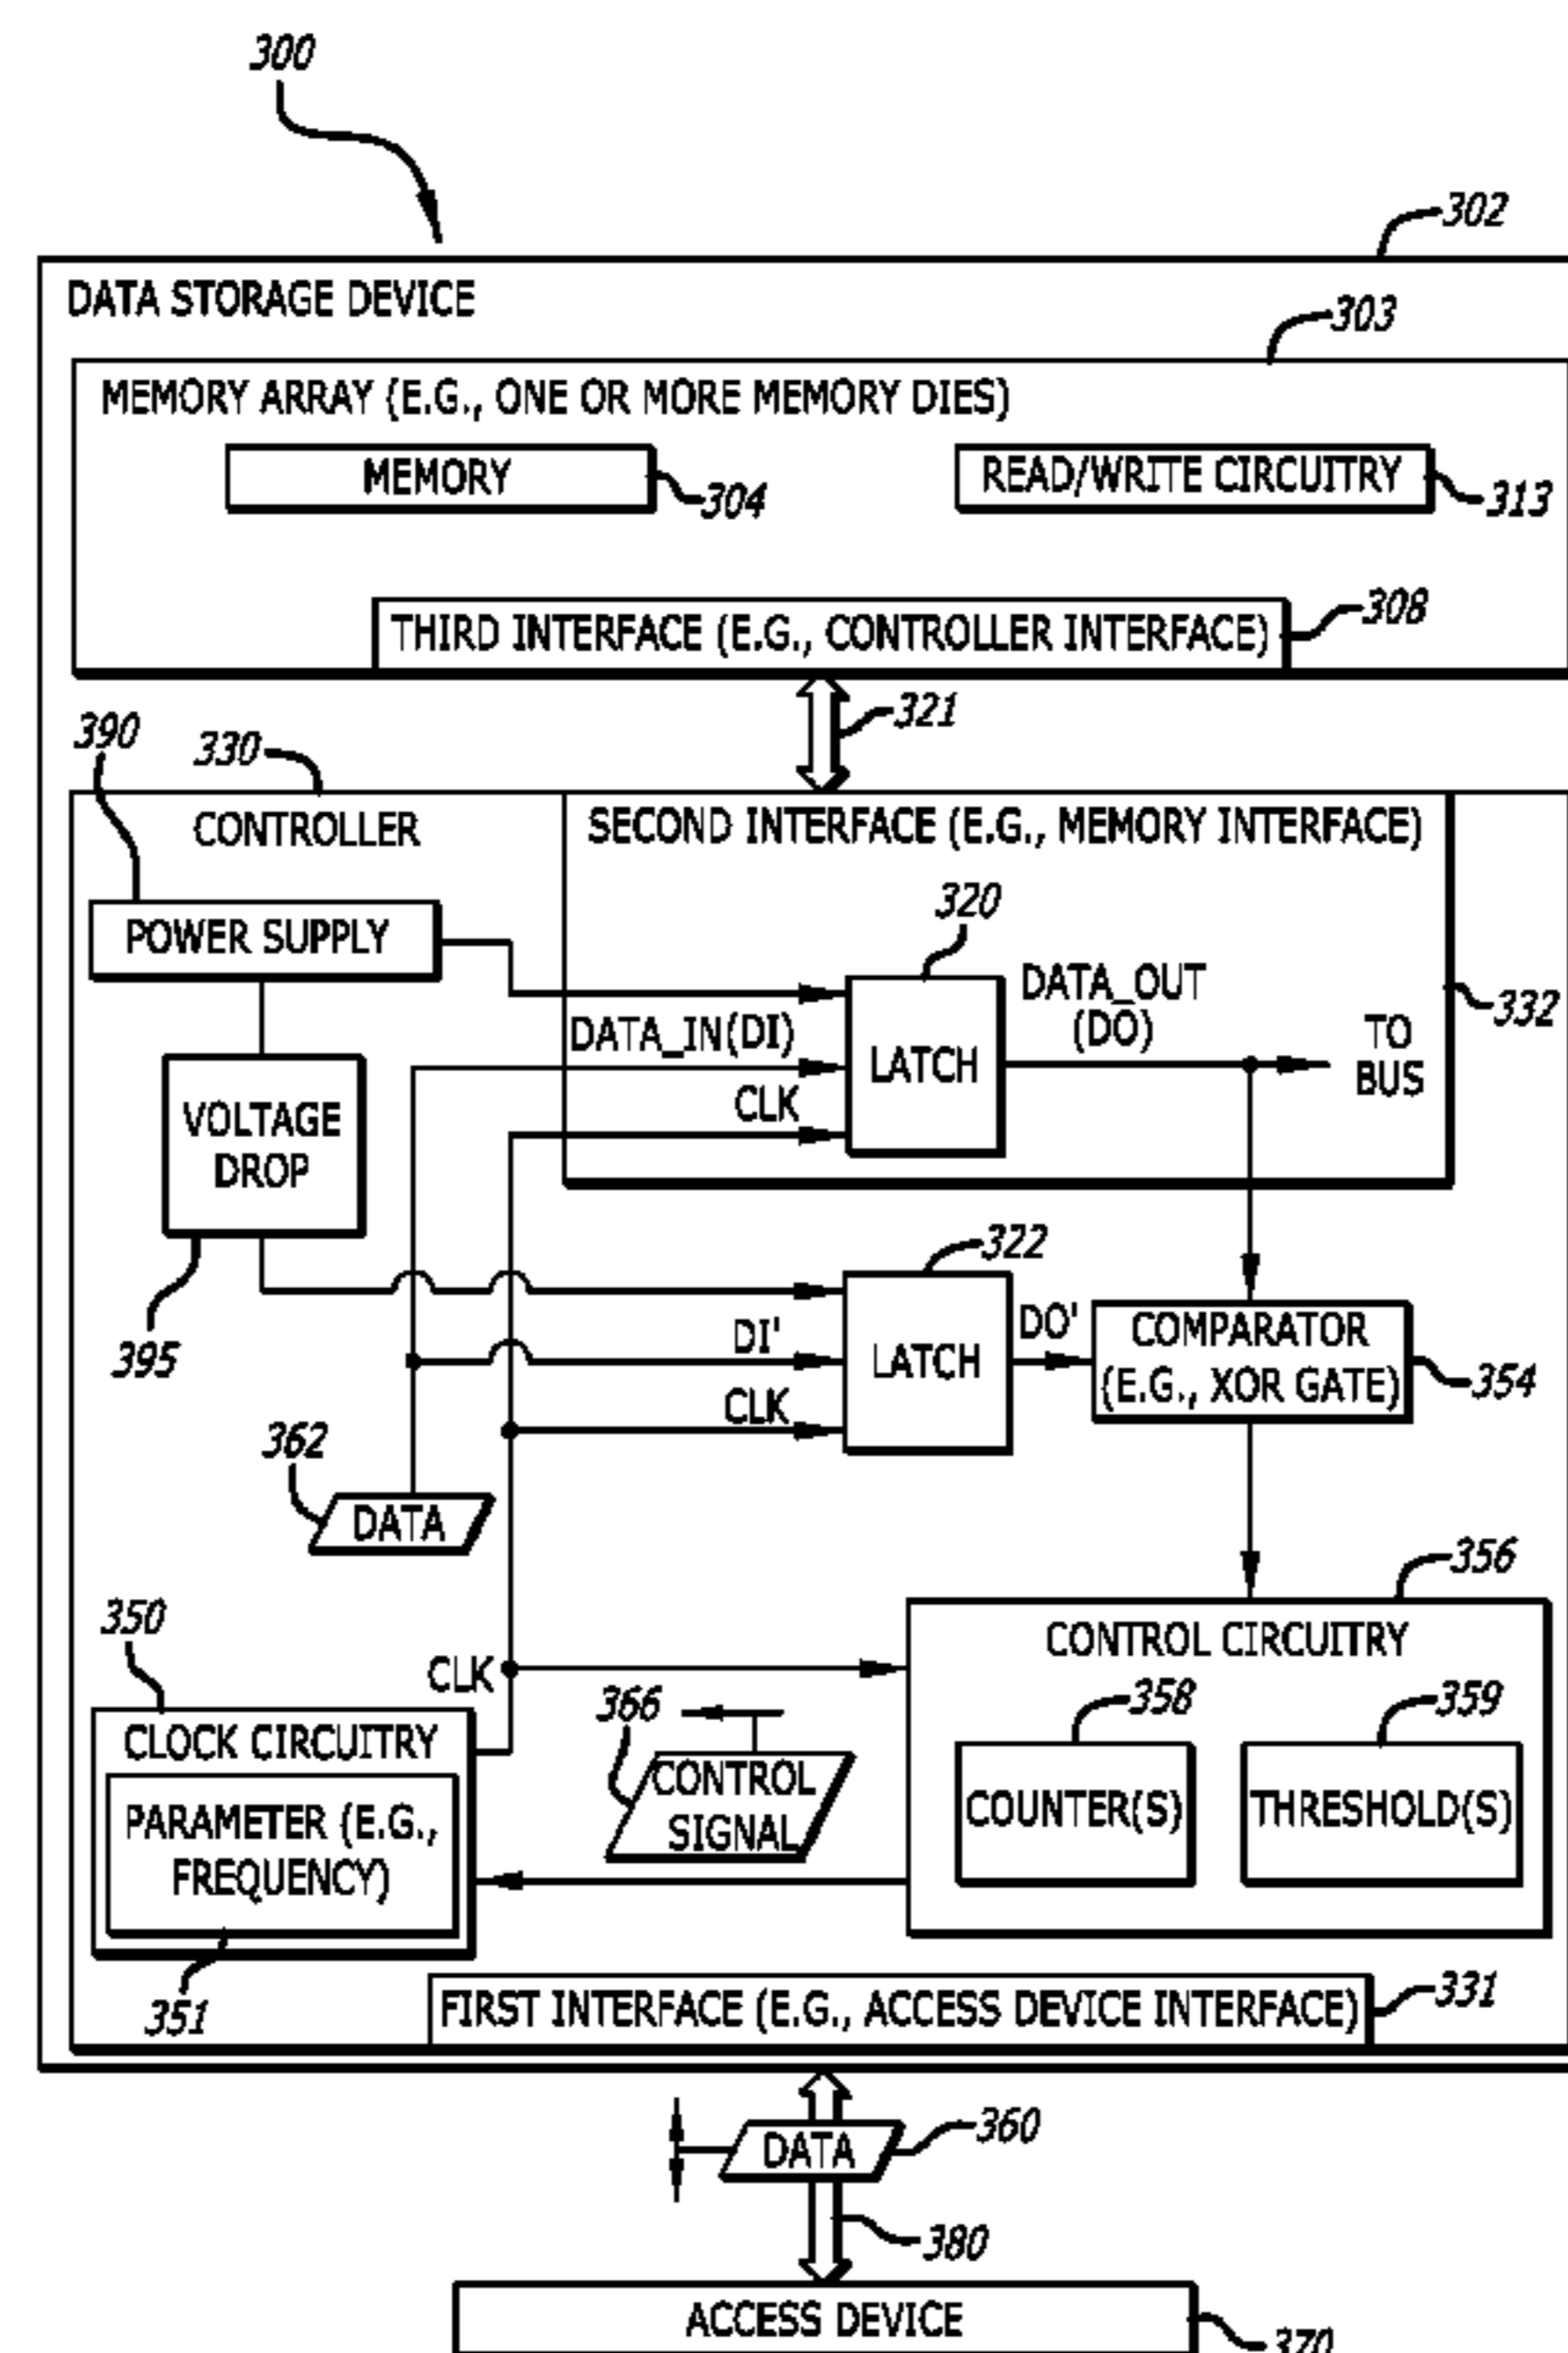 300
302
DATA STORAGE DEVICE
303
MEMORY ARRAY (E.G., ONE OR MORE MEMORY DIES)
MEMORY
304
READ/WRITE CIRCUITRY
313
THIRD INTERFACE (E.G., CONTROLLER INTERFACE)
308
321
390
330
CONTROLLER
SECOND INTERFACE (E.G., MEMORY INTERFACE)
POWER SUPPLY
320
DATA_OUT
(DO)
332
DATA_IN(DI)
LATCH
TO
BUS
CLK
VOLTAGE
DROP
395
322
DI'
LATCH
DO'
COMPARATOR
(E.G., XOR GATE)
354
CLK
362
DATA
356
350
CLK
CONTROL CIRCUITRY
366
358
359
CLOCK CIRCUITRY
CONTROL
SIGNAL
COUNTER(S)
THRESHOLD(S)
PARAMETER (E.G.,
FREQUENCY)
351
FIRST INTERFACE (E.G., ACCESS DEVICE INTERFACE)
331
DATA
360
380
ACCESS DEVICE
370